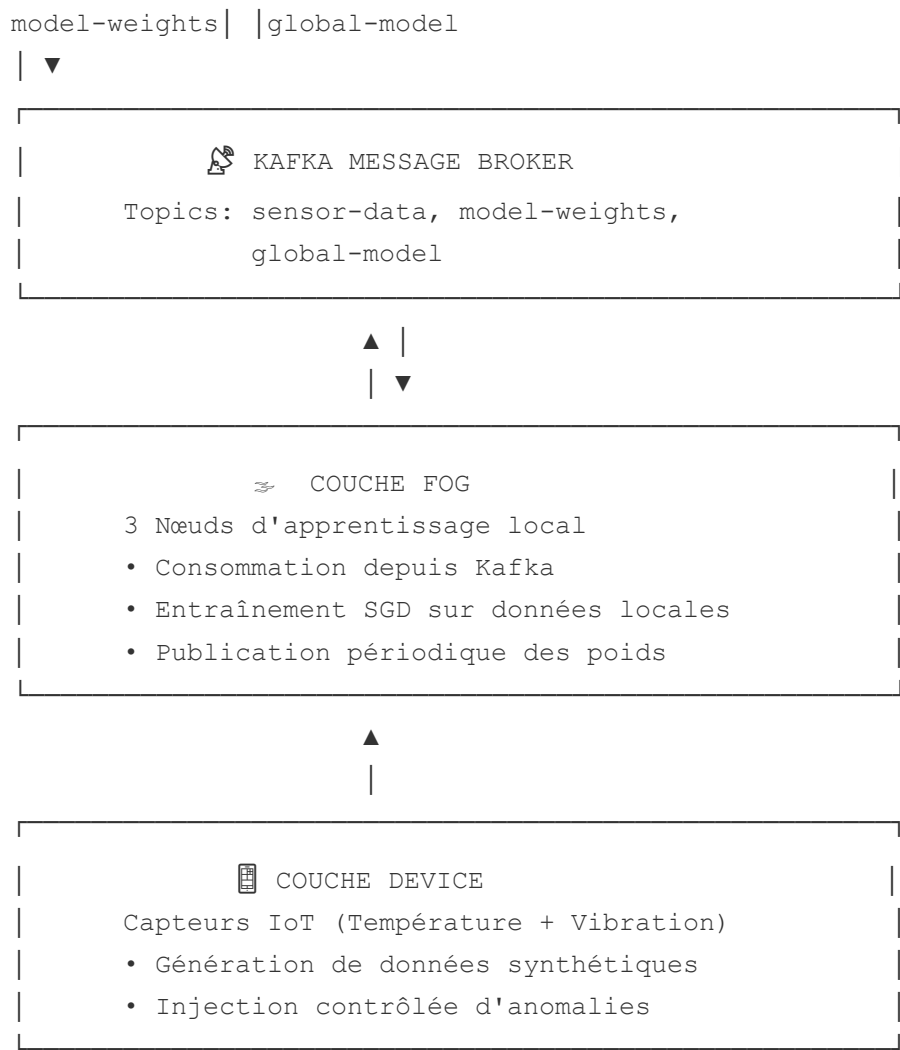 model-weights│ │global-model
│ ▼
📡 KAFKA MESSAGE BROKER
Topics: sensor-data, model-weights,
global-model
▲ │
│ ▼
🌫 COUCHE FOG
3 Nœuds d'apprentissage local
• Consommation depuis Kafka
• Entraînement SGD sur données locales
• Publication périodique des poids
▲
│
📱 COUCHE DEVICE
Capteurs IoT (Température + Vibration)
• Génération de données synthétiques
• Injection contrôlée d'anomalies